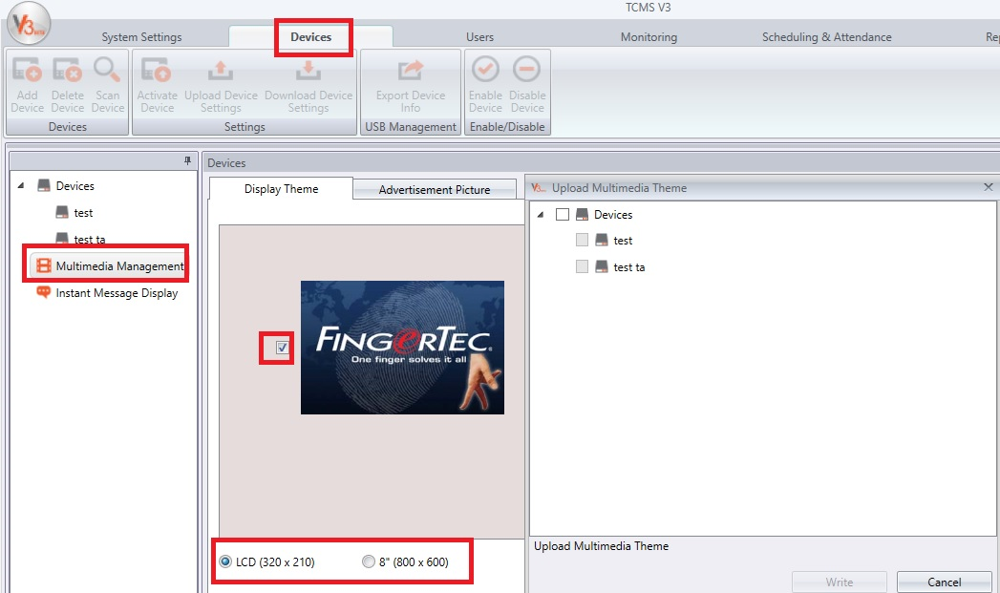 TCMS V3
V3 BETA
System Settings
Devices
Users
Monitoring
Scheduling & Attendance
Re
Add Device
Delete Device
Scan Device
Devices
Activate Device
Upload Device Settings
Download Device Settings
Settings
Export Device Info
USB Management
Enable Device
Disable Device
Enable/Disable
Devices
test
test ta
Multimedia Management
Instant Message Display
Devices
Display Theme
Advertisement Picture
FINGERTEC
One finger solves it all
LCD (320 x 210)
8" (800 x 600)
V3 Upload Multimedia Theme
Devices
test
test ta
Upload Multimedia Theme
Write
Cancel